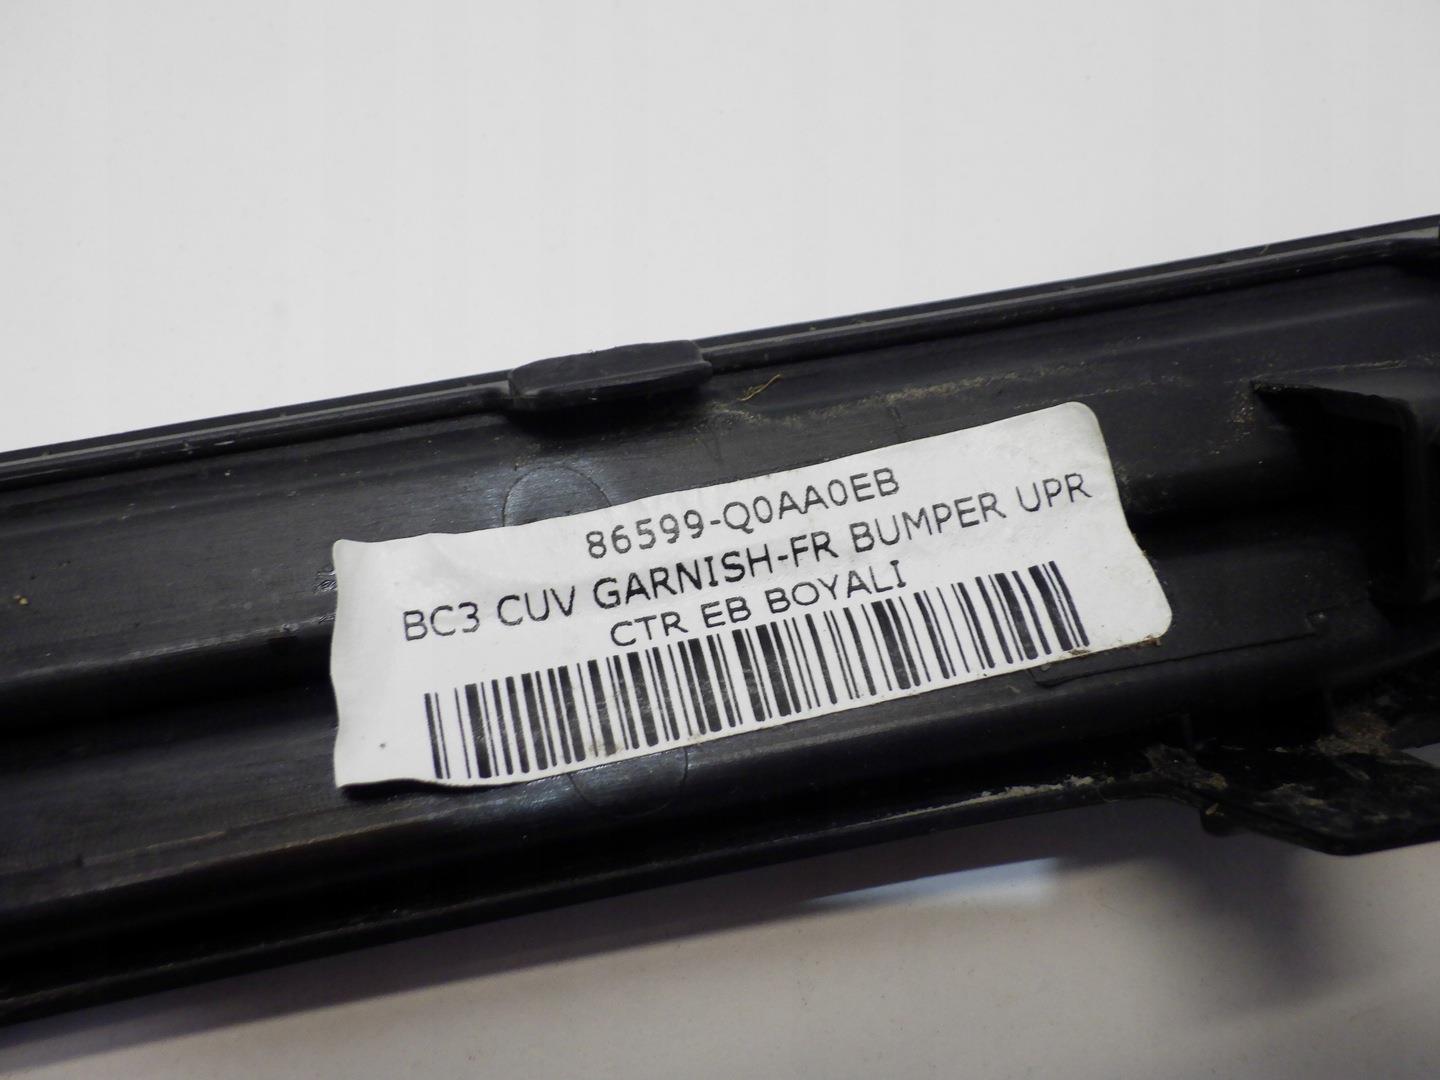 86599-Q0AA0EB
BC3 CUV GARNISH-FR BUMPER UPR
CTR EB BOYALI